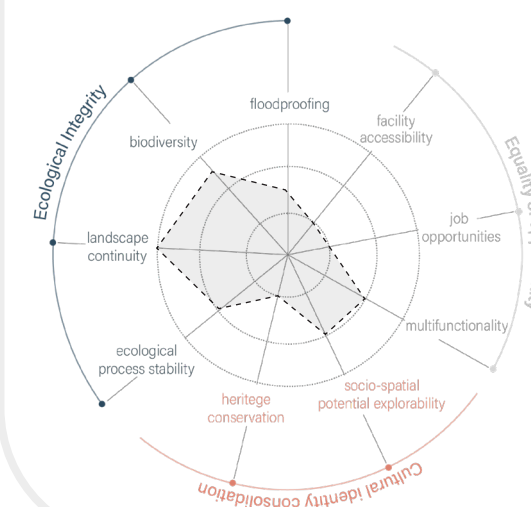 floodproofing
facility
accessibility
biodiversity
Ecological Integrity
Equality
job
opportunities
landscape
continuity
multifunctionality
ecological
process stability
socio-spatial
potential explorability
heritege
conservation
Cultural identity consolidation